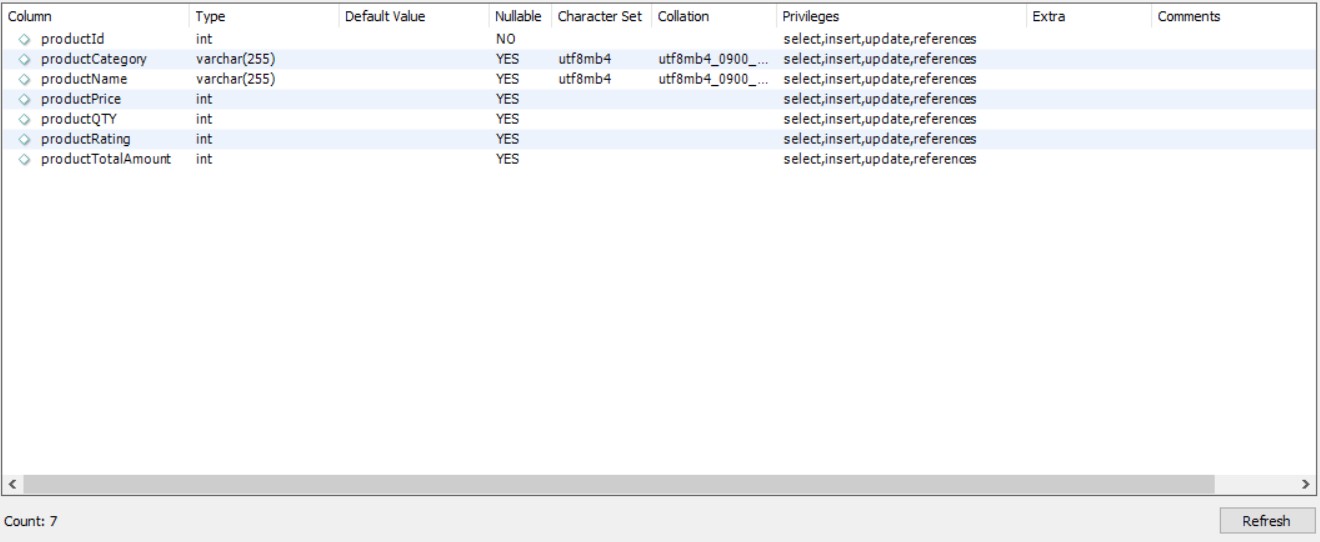 Column Type Default Value Nullable Character Set Collation Privileges Extra Comments
productId int NO select,insert,update,references
productCategory varchar(255) YES utf8mb4 utf8mb4_0900_... select,insert,update,references
productName varchar(255) YES utf8mb4 utf8mb4_0900_... select,insert,update,references
productPrice int YES select,insert,update,references
productQTY int YES select,insert,update,references
productRating int YES select,insert,update,references
productTotalAmount int YES select,insert,update,references
Count: 7 Refresh